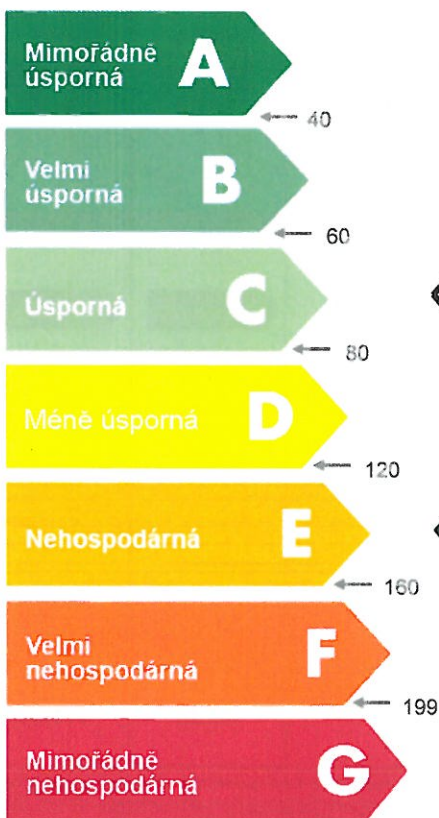 Mimořádně
úsporná
A
40
Velmi
úsporná
B
60
Úsporná
C
80
Méně úsporná
D
120
Nehospodárná
E
160
Velmi
nehospodárná
F
199
Mimořádně
nehospodárná
G